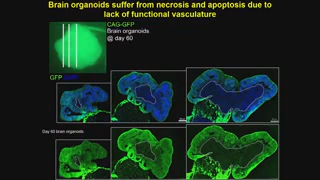 Brain organoids suffer from necrosis and apoptosis due to
lack of functional vasculature
CAG-GFP
Brain organoids
@ day 60
GFP
Day 60 brain organoids